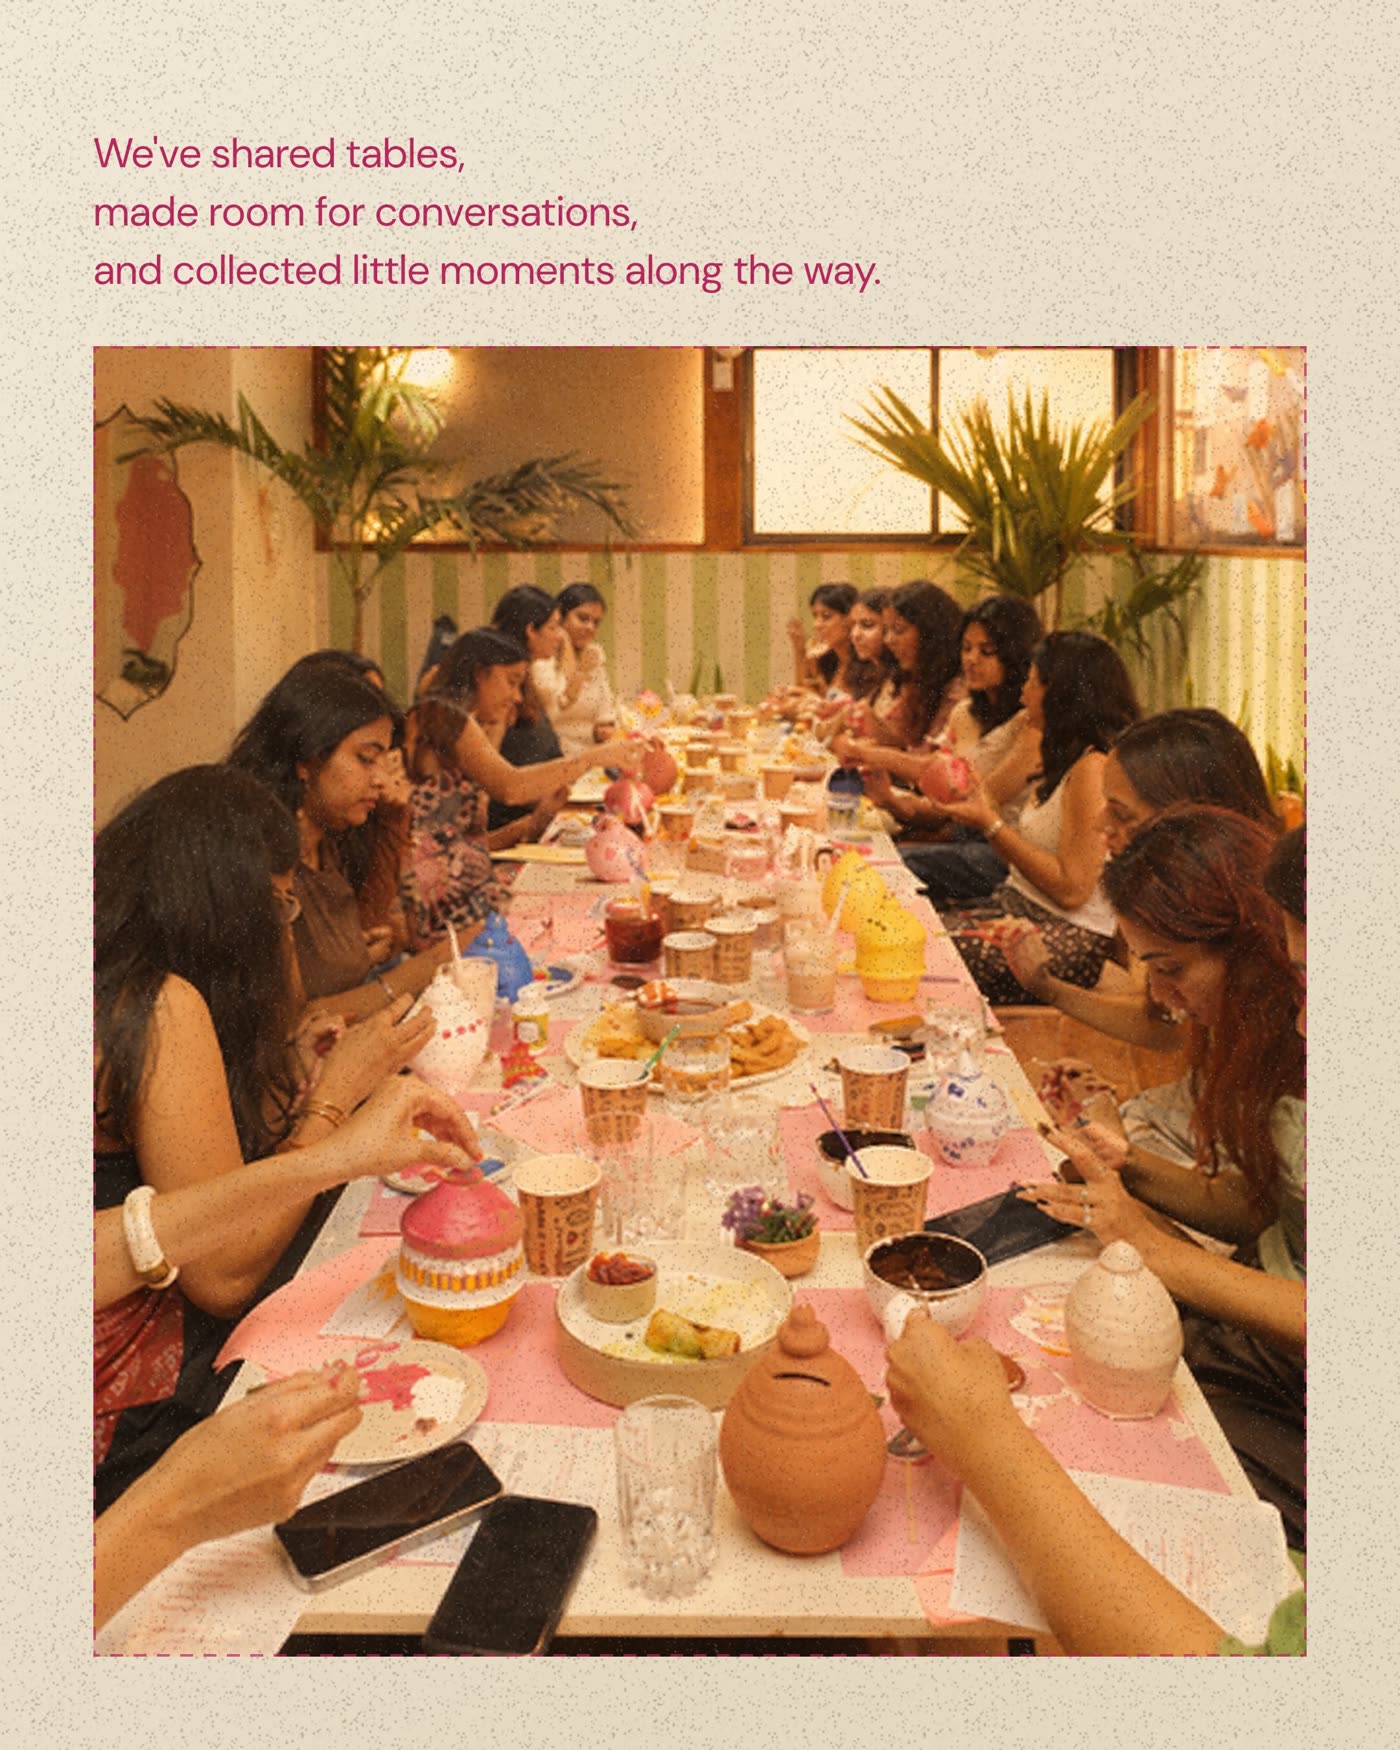 We've shared tables,
made room for conversations,
and collected little moments along the way.